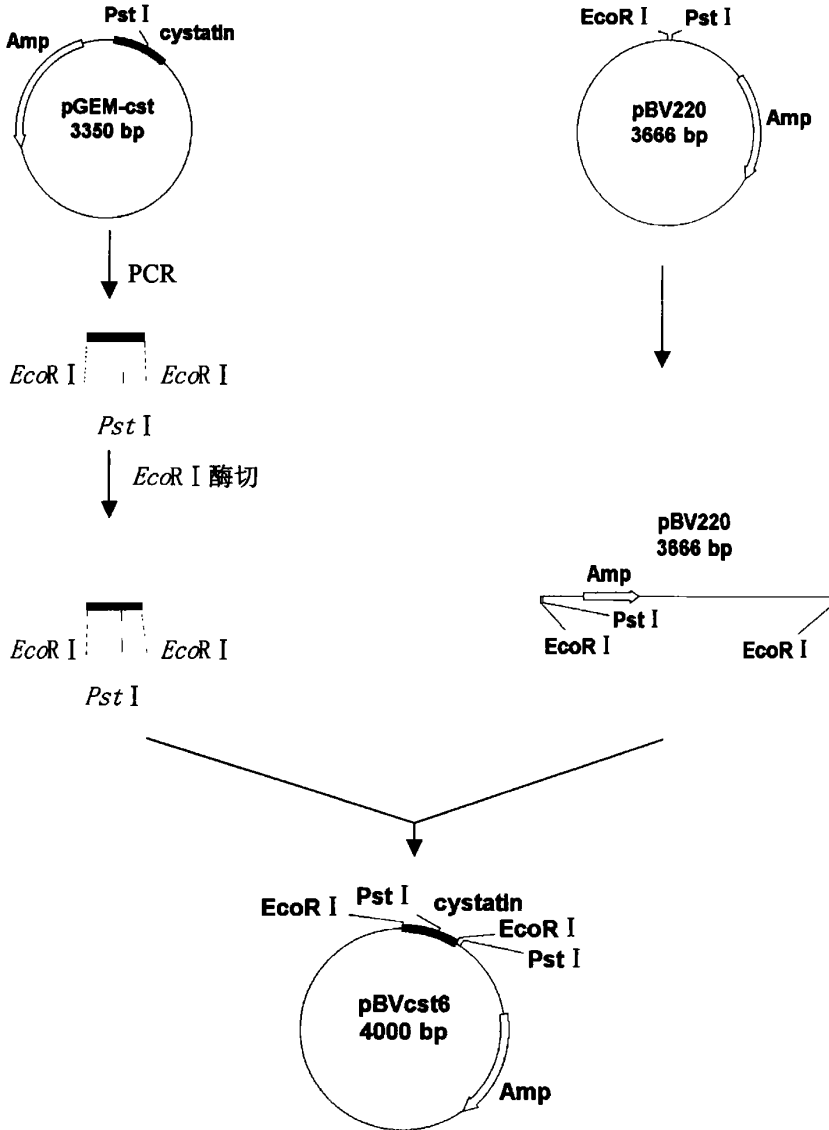 Pst Ⅰ
cystatin
Amp
pGEM-cst
3350 bp
EcoR Ⅰ
Pst Ⅰ
pBV220
3666 bp
Amp
PCR
EcoR Ⅰ
EcoR Ⅰ
Pst Ⅰ
EcoR Ⅰ 酶切
EcoR Ⅰ
EcoR Ⅰ
Pst Ⅰ
pBV220
3666 bp
Amp
Pst Ⅰ
EcoR Ⅰ
EcoR Ⅰ
EcoR Ⅰ
Pst Ⅰ
cystatin
EcoR Ⅰ
Pst Ⅰ
pBVcst6
4000 bp
Amp